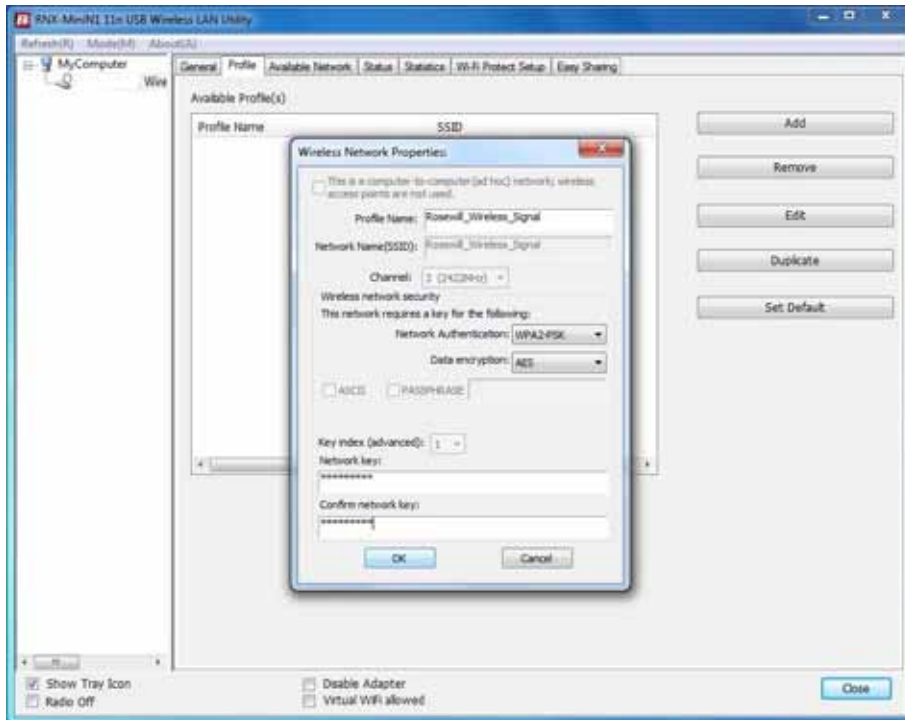 RNX-MiniN1 11n USB Wireless LAN Utility
Refresh(R) Mode(M) About(A)
MyComputer
Wire
General Profile Available Network Status Statistics Wi-Fi Protect Setup Easy Sharing
Available Profile(s)
Profile Name SSID
Add
Remove
Edit
Duplicate
Set Default
Wireless Network Properties:
This is a computer-to-computer(ad hoc) network; wireless
access points are not used.
Profile Name: Rosewill_Wireless_Signal
Network Name(SSID): Rosewill_Wireless_Signal
Channel: 3 (2422MHz)
Wireless network security
This network requires a key for the following:
Network Authentication: WPA2-PSK
Data encryption: AES
ASCII PASSPHRASE
Key index (advanced): 1
Network key:
*********
Confirm network key:
*********
OK Cancel
Show Tray Icon
Radio Off
Disable Adapter
Virtual WiFi allowed
Close